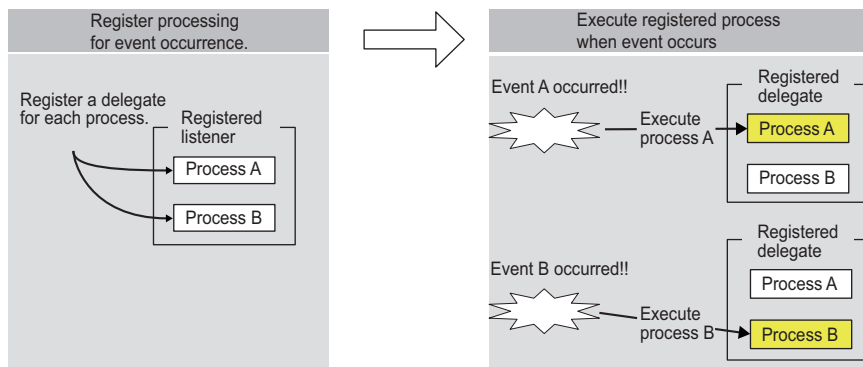 Register processing
for event occurrence.
Register a delegate
for each process.
Registered
listener
Process A
Process B
Execute registered process
when event occurs
Event A occurred!!
Execute
process A
Registered
delegate
Process A
Process B
Event B occurred!!
Execute
process B
Registered
delegate
Process A
Process B